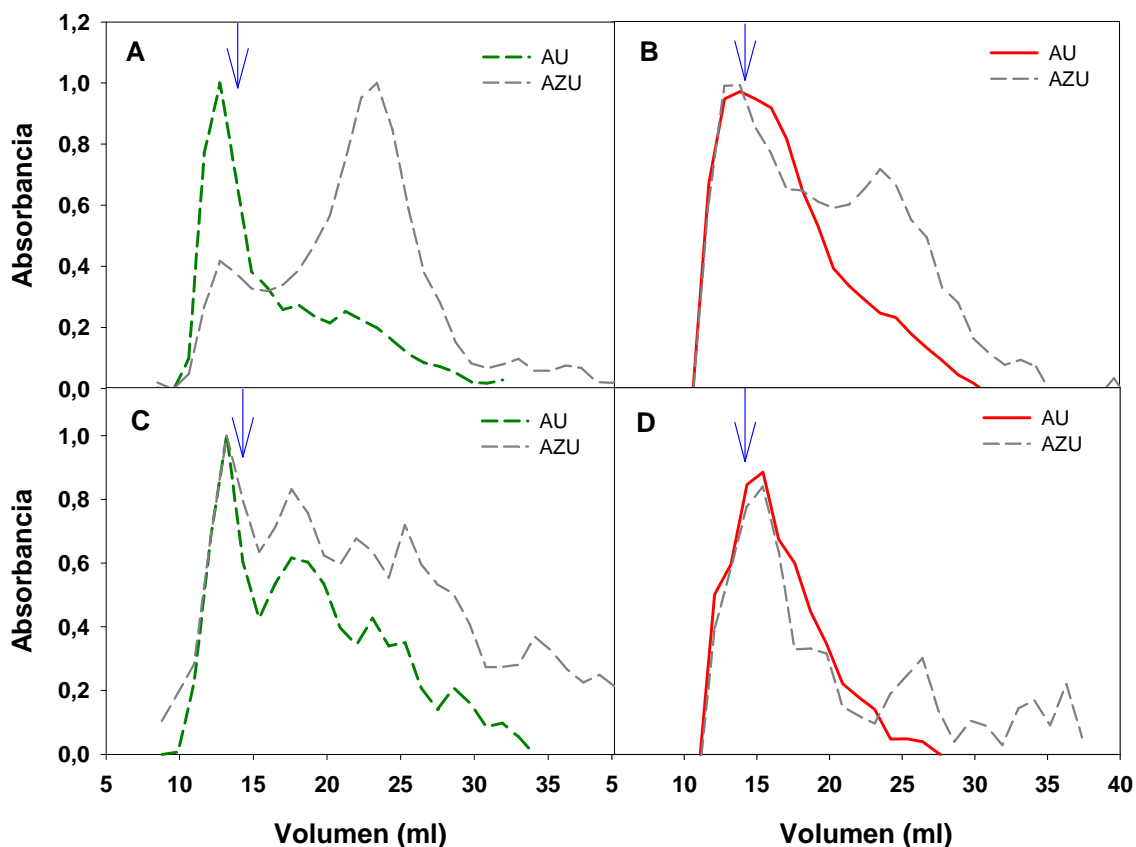 1,2
A
AU
AZU
B
AU
AZU
1,0
0,8
0,6
0,4
0,2
0,0
Absorbancia
C
AU
AZU
D
AU
AZU
1,0
0,8
0,6
0,4
0,2
0,0
Absorbancia
5 10 15 20 25 30 35 5 10 15 20 25 30 35 40
Volumen (ml) Volumen (ml)